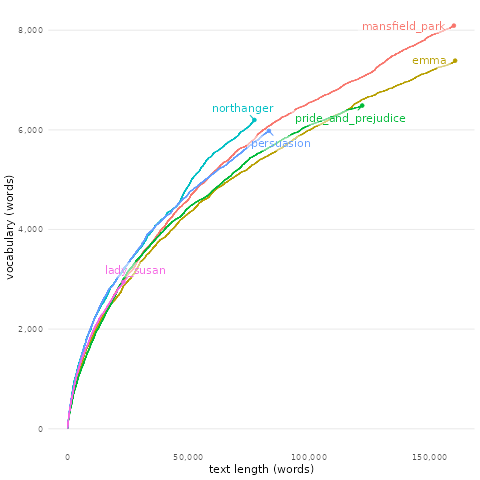 8,000
6,000
4,000
2,000
0
0
50,000
100,000
150,000
text length (words)
vocabulary (words)
mansfield_park
emma
northanger
pride_and_prejudice
persuasion
lady_susan